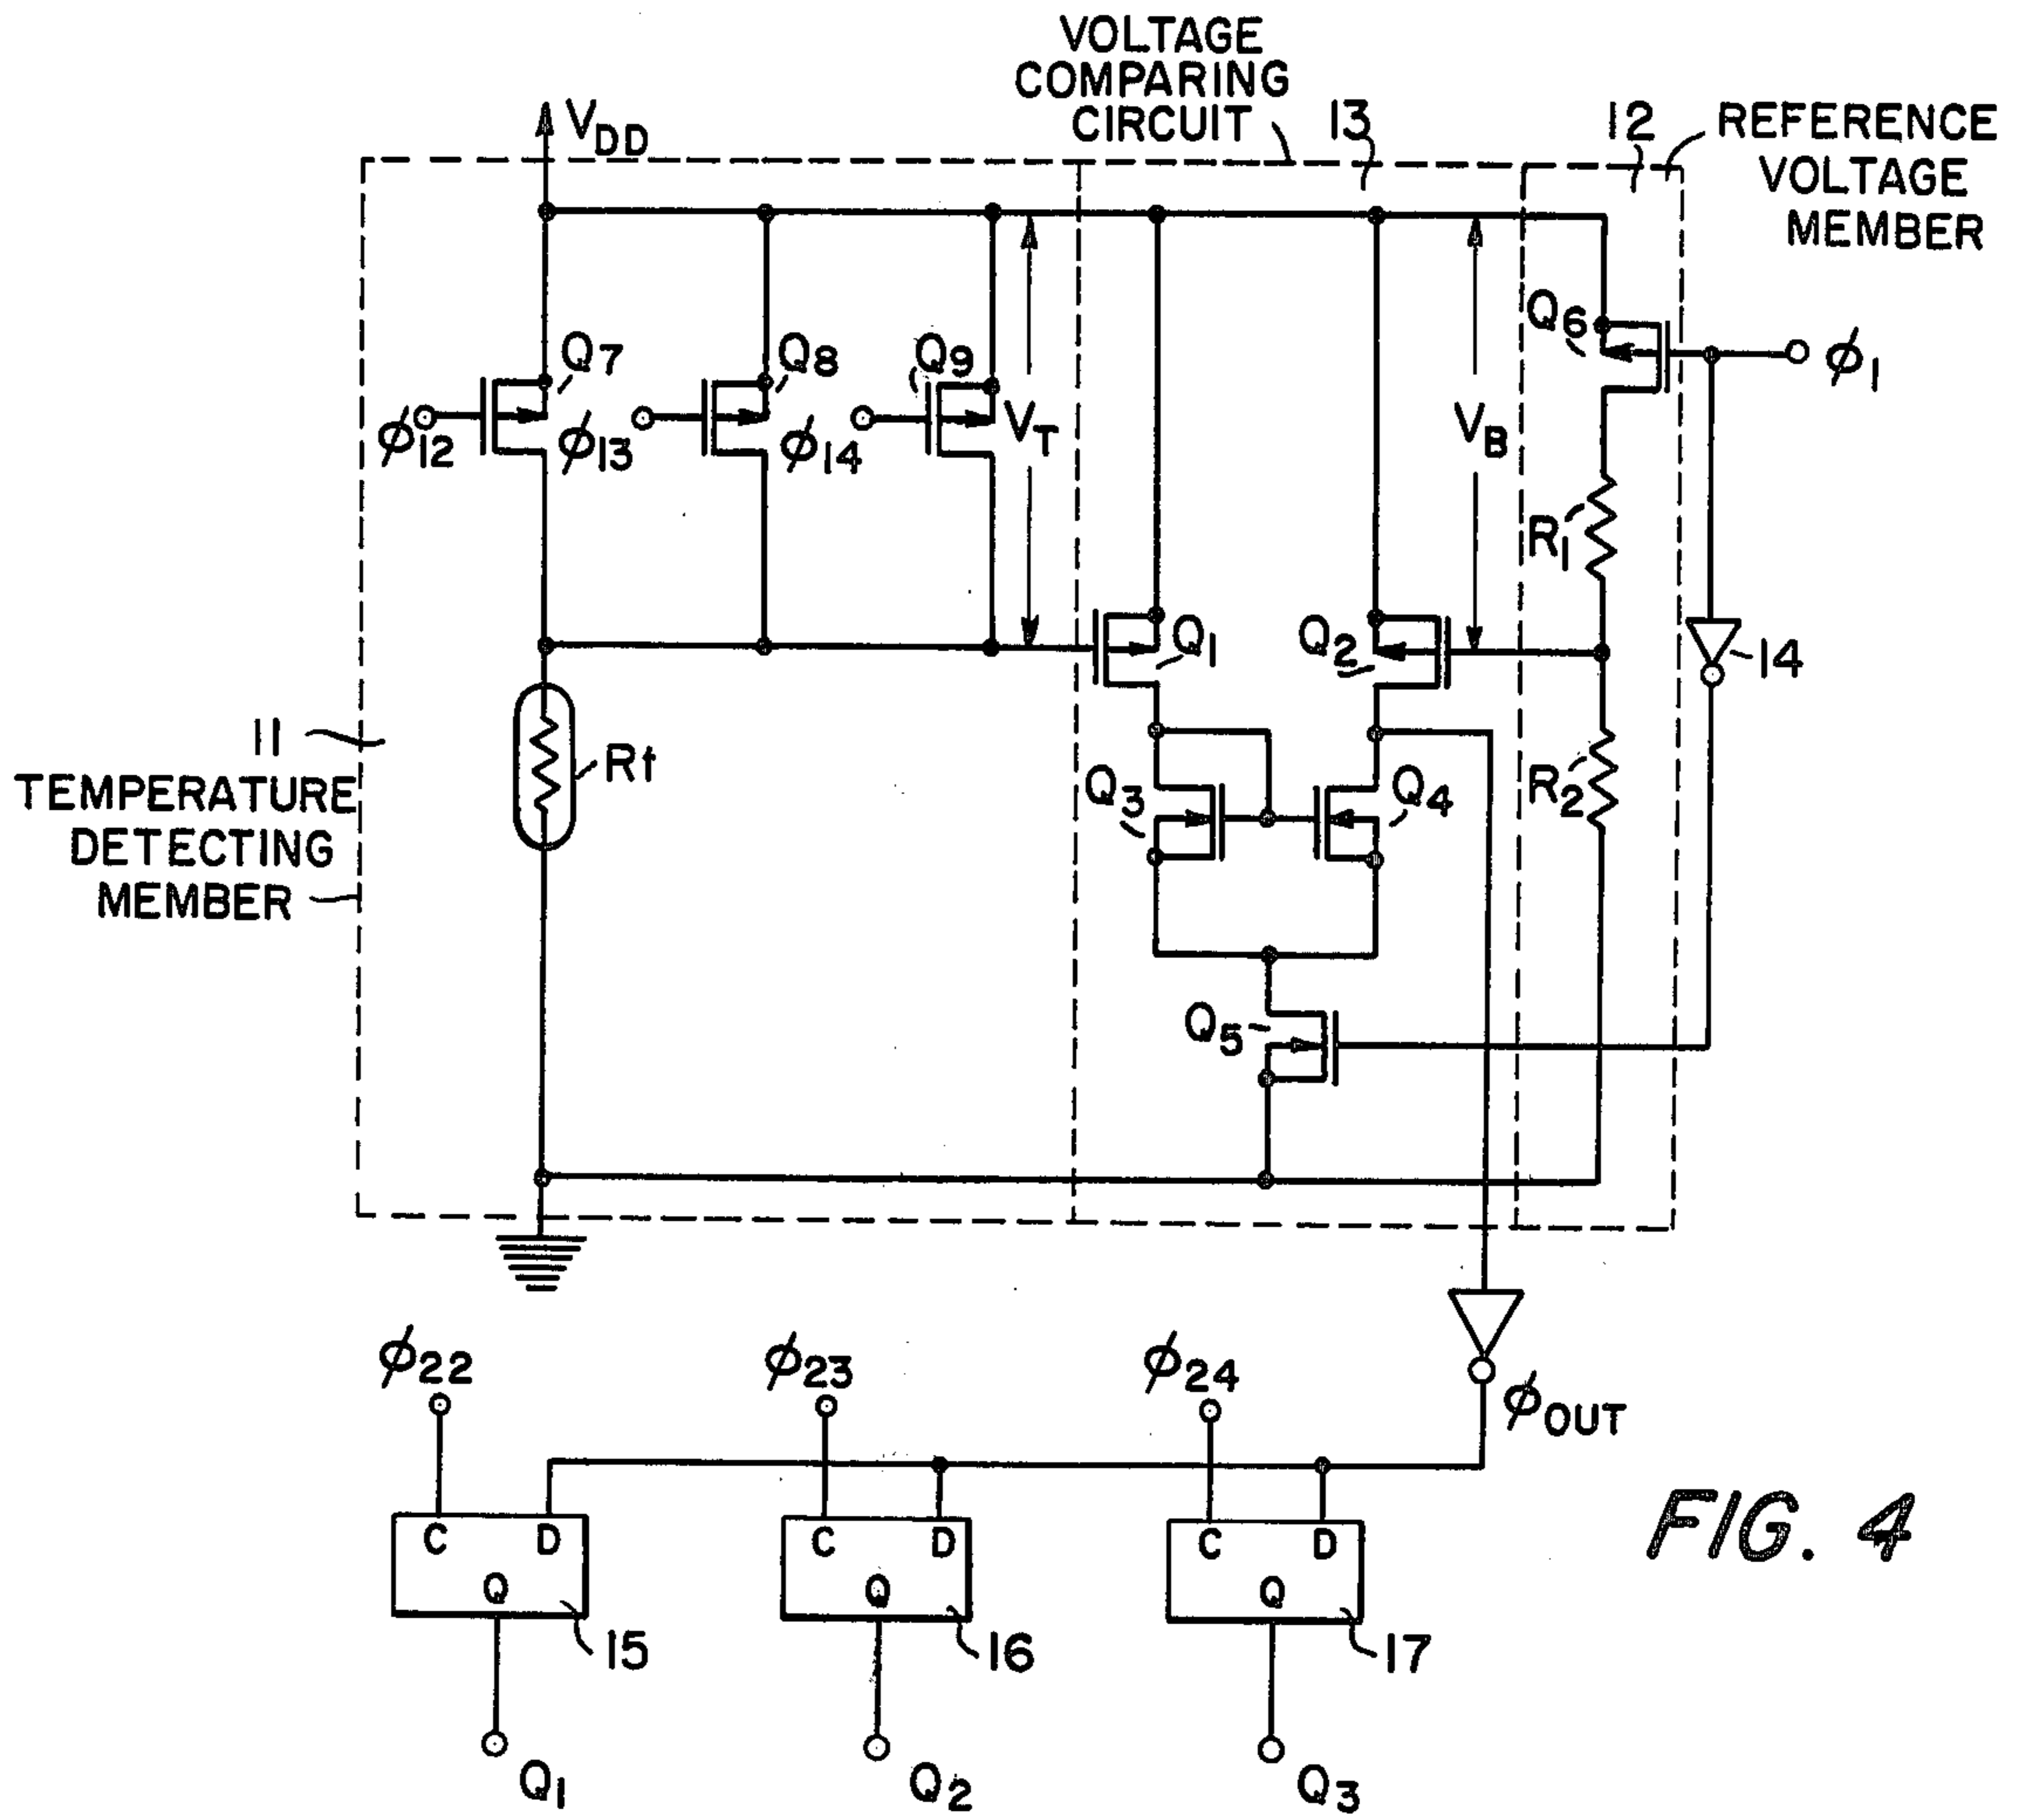 VOLTAGE
COMPARING
CIRCUIT
13
12
REFERENCE
VOLTAGE
MEMBER
VDD
Q6
ϕ1
Q7
Q8
Q9
ϕ12
ϕ13
ϕ14
VT
VB
R1
Q1
Q2
14
11
TEMPERATURE
DETECTING
MEMBER
Rt
Q3
Q4
R2
Q5
ϕ22
ϕ23
ϕ24
ϕOUT
C D
Q
15
C D
Q
16
C D
Q
17
Q1
Q2
Q3
FIG. 4